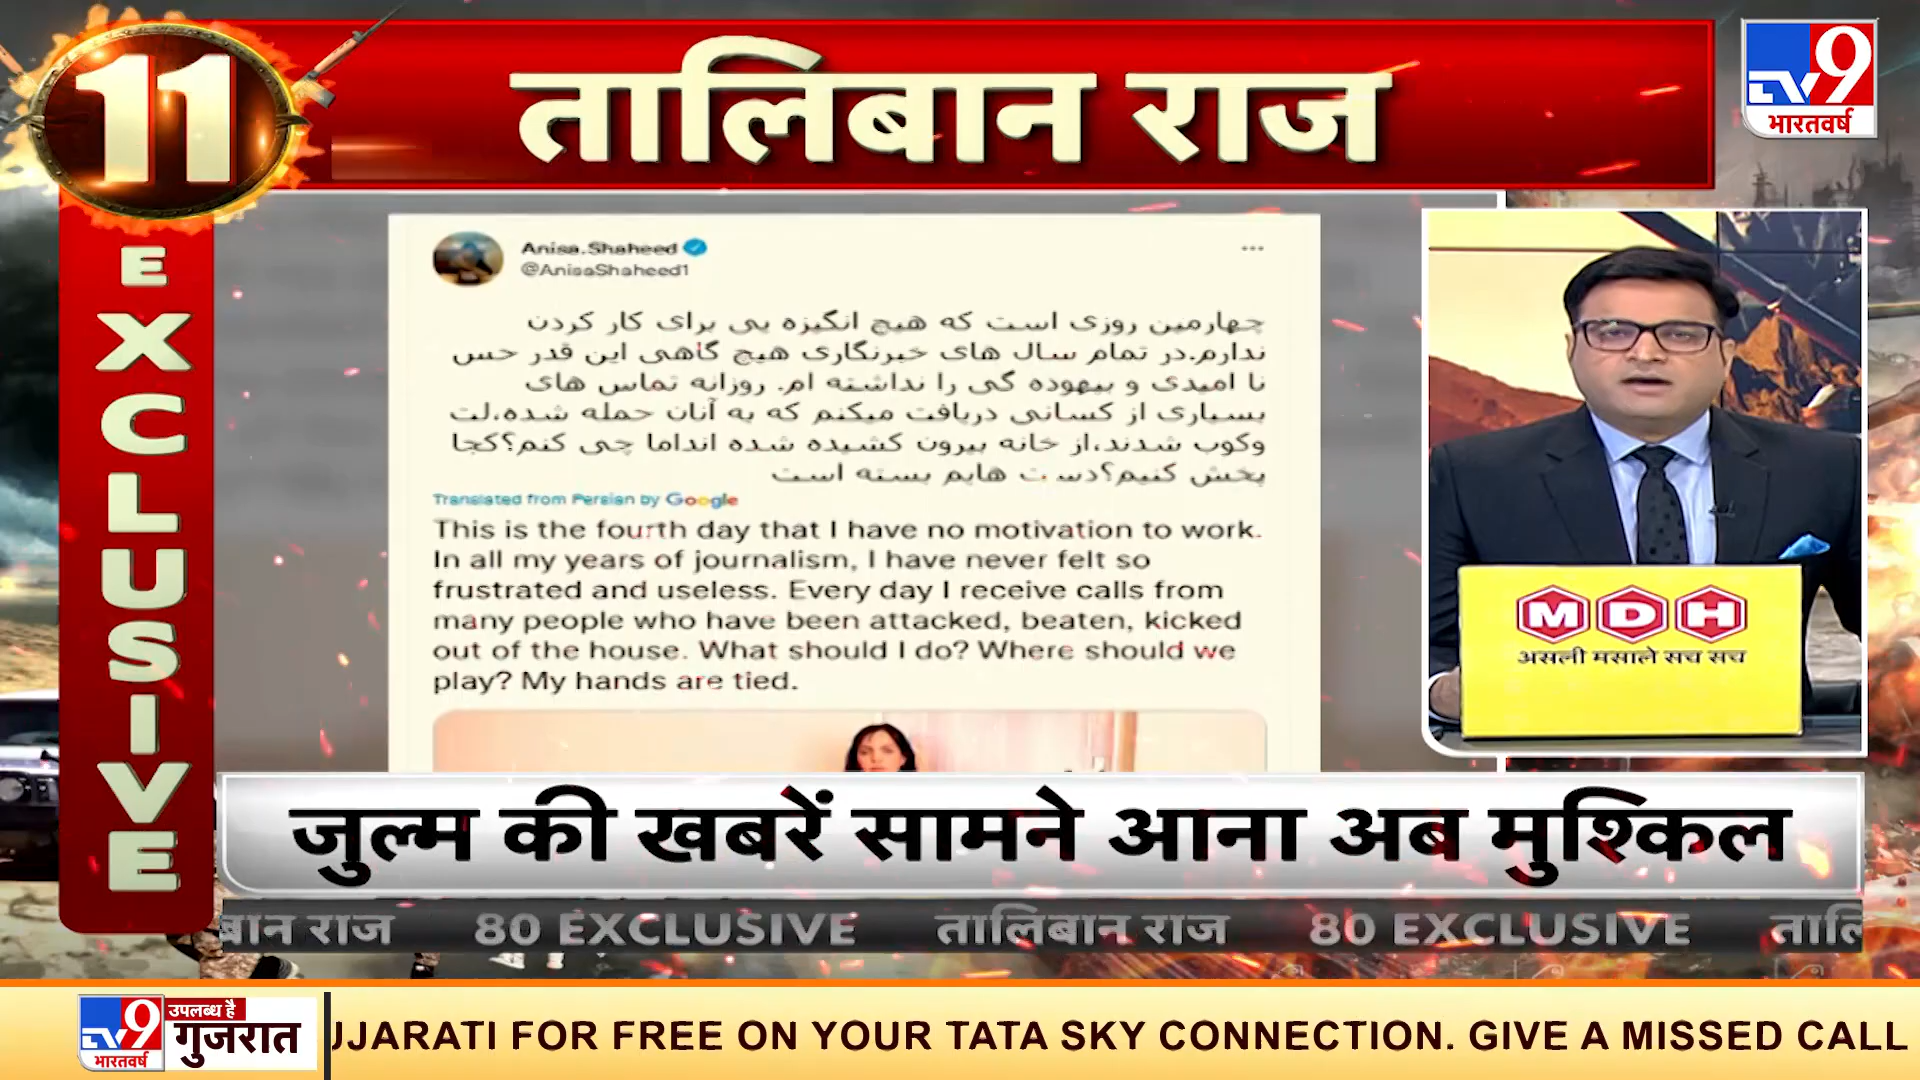 11
तालिबान राज
TV9
भारतवर्ष
EXCLUSIVE
Anisa.Shaheed
@AnisaShaheed1
چهارمین روزی است که هیچ انگیزه یی برای کار کردن
ندارم.در تمام سال های خبرنگاری هیچ گاهی این قدر حس
نا امیدی و بیهوده گی را نداشته ام. روزانه تماس های
بسیاری از کسانی دریافت میکنم که به آنان حمله شده،لت
وکوب شدند،از خانه بیرون کشیده شده انداما چی کنم؟کجا
پخش کنیم؟دست هایم بسته است
Translated from Persian by Google
This is the fourth day that I have no motivation to work.
In all my years of journalism, I have never felt so
frustrated and useless. Every day I receive calls from
many people who have been attacked, beaten, kicked
out of the house. What should I do? Where should we
play? My hands are tied.
MDH
असली मसाले सच सच
जुल्म की खबरें सामने आना अब मुश्किल
बान राज 80 EXCLUSIVE तालिबान राज 80 EXCLUSIVE तालि
TV9
भारतवर्ष
उपलब्ध है
गुजरात
UJARATI FOR FREE ON YOUR TATA SKY CONNECTION. GIVE A MISSED CALL